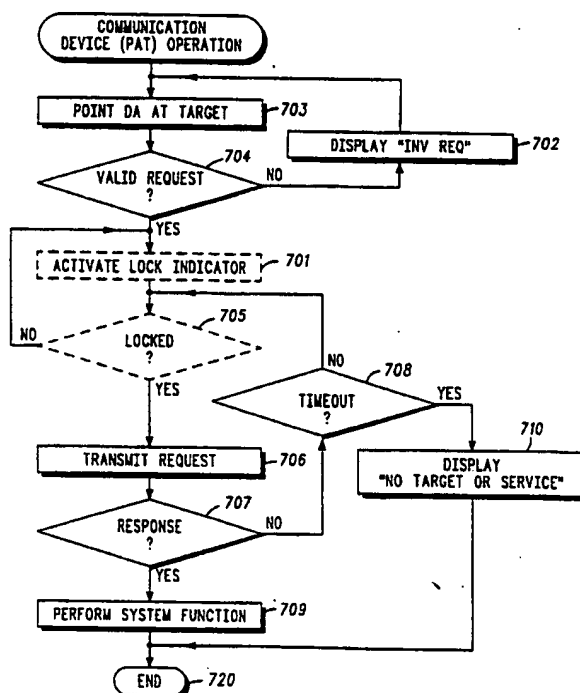 COMMUNICATION
DEVICE (PAT) OPERATION
POINT DA AT TARGET
703
DISPLAY "INV REQ"
702
704
VALID REQUEST
?
NO
YES
ACTIVATE LOCK INDICATOR
701
705
NO
LOCKED
?
YES
NO
708
TIMEOUT
?
YES
710
DISPLAY
"NO TARGET OR SERVICE"
TRANSMIT REQUEST
706
707
RESPONSE
?
NO
YES
PERFORM SYSTEM FUNCTION
709
END
720